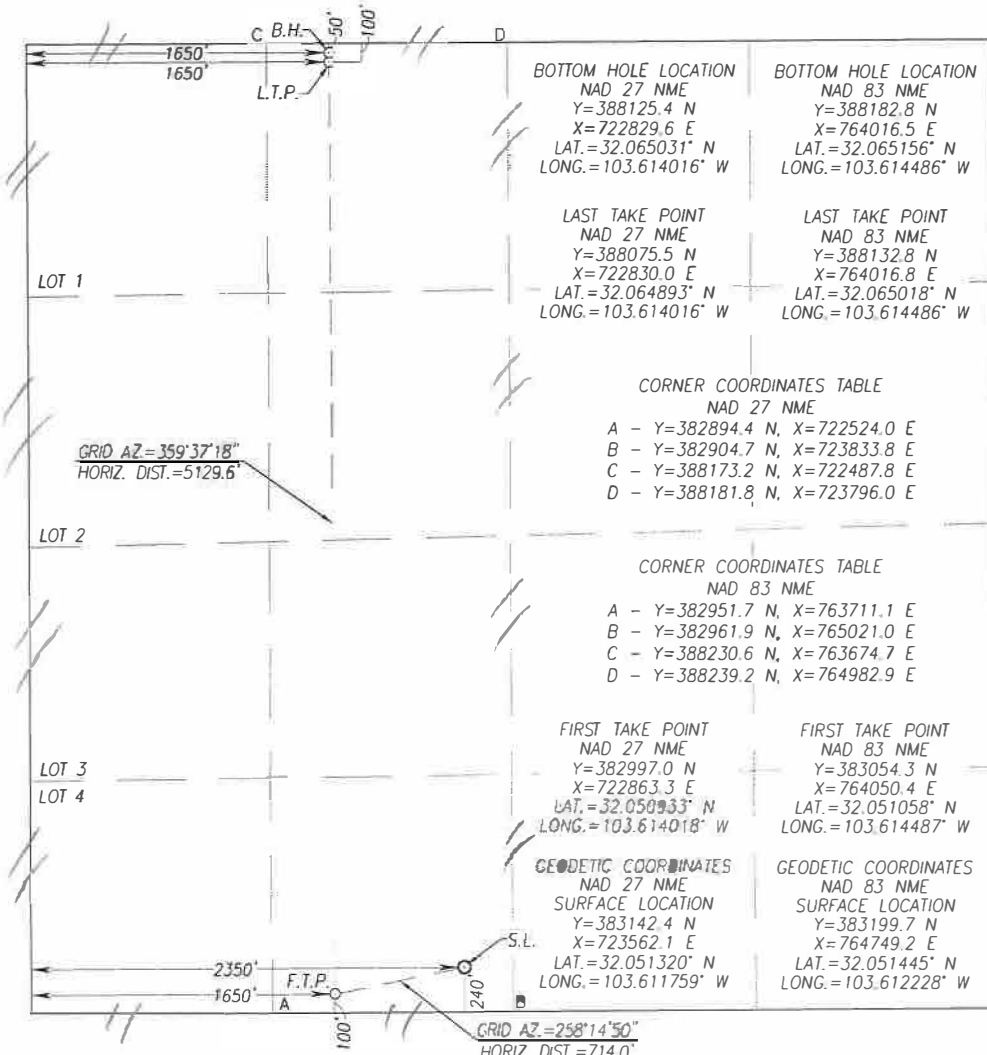 C B.H. 50' 100' D
1650'
1650'
L.T.P.
BOTTOM HOLE LOCATION
NAD 27 NME
Y=388125.4 N
X=722829.6 E
LAT.=32.065031° N
LONG.=103.614016° W
BOTTOM HOLE LOCATION
NAD 83 NME
Y=388182.8 N
X=764016.5 E
LAT.=32.065156° N
LONG.=103.614486° W
LAST TAKE POINT
NAD 27 NME
Y=388075.5 N
X=722830.0 E
LAT.=32.064893° N
LONG.=103.614016° W
LAST TAKE POINT
NAD 83 NME
Y=388132.8 N
X=764016.8 E
LAT.=32.065018° N
LONG.=103.614486° W
LOT 1
CORNER COORDINATES TABLE
NAD 27 NME
A - Y=382894.4 N, X=722524.0 E
B - Y=382904.7 N, X=723833.8 E
C - Y=388173.2 N, X=722487.8 E
D - Y=388181.8 N, X=723796.0 E
GRID AZ.=359°37'18"
HORIZ. DIST.=5129.6'
LOT 2
CORNER COORDINATES TABLE
NAD 83 NME
A - Y=382951.7 N, X=763711.1 E
B - Y=382961.9 N, X=765021.0 E
C - Y=388230.6 N, X=763674.7 E
D - Y=388239.2 N, X=764982.9 E
FIRST TAKE POINT
NAD 27 NME
Y=382997.0 N
X=722863.3 E
LAT.=32.050933° N
LONG.=103.614018° W
FIRST TAKE POINT
NAD 83 NME
Y=383054.3 N
X=764050.4 E
LAT.=32.051058° N
LONG.=103.614487° W
LOT 3
LOT 4
GEODETIC COORDINATES
NAD 27 NME
SURFACE LOCATION
Y=383142.4 N
X=723562.1 E
LAT.=32.051320° N
LONG.=103.611759° W
GEODETIC COORDINATES
NAD 83 NME
SURFACE LOCATION
Y=383199.7 N
X=764749.2 E
LAT.=32.051445° N
LONG.=103.612228° W
S.L.
2350'
F.T.P.
1650'
A 240' B
100'
GRID AZ.=258°14'50"
HORIZ. DIST.=714.0'